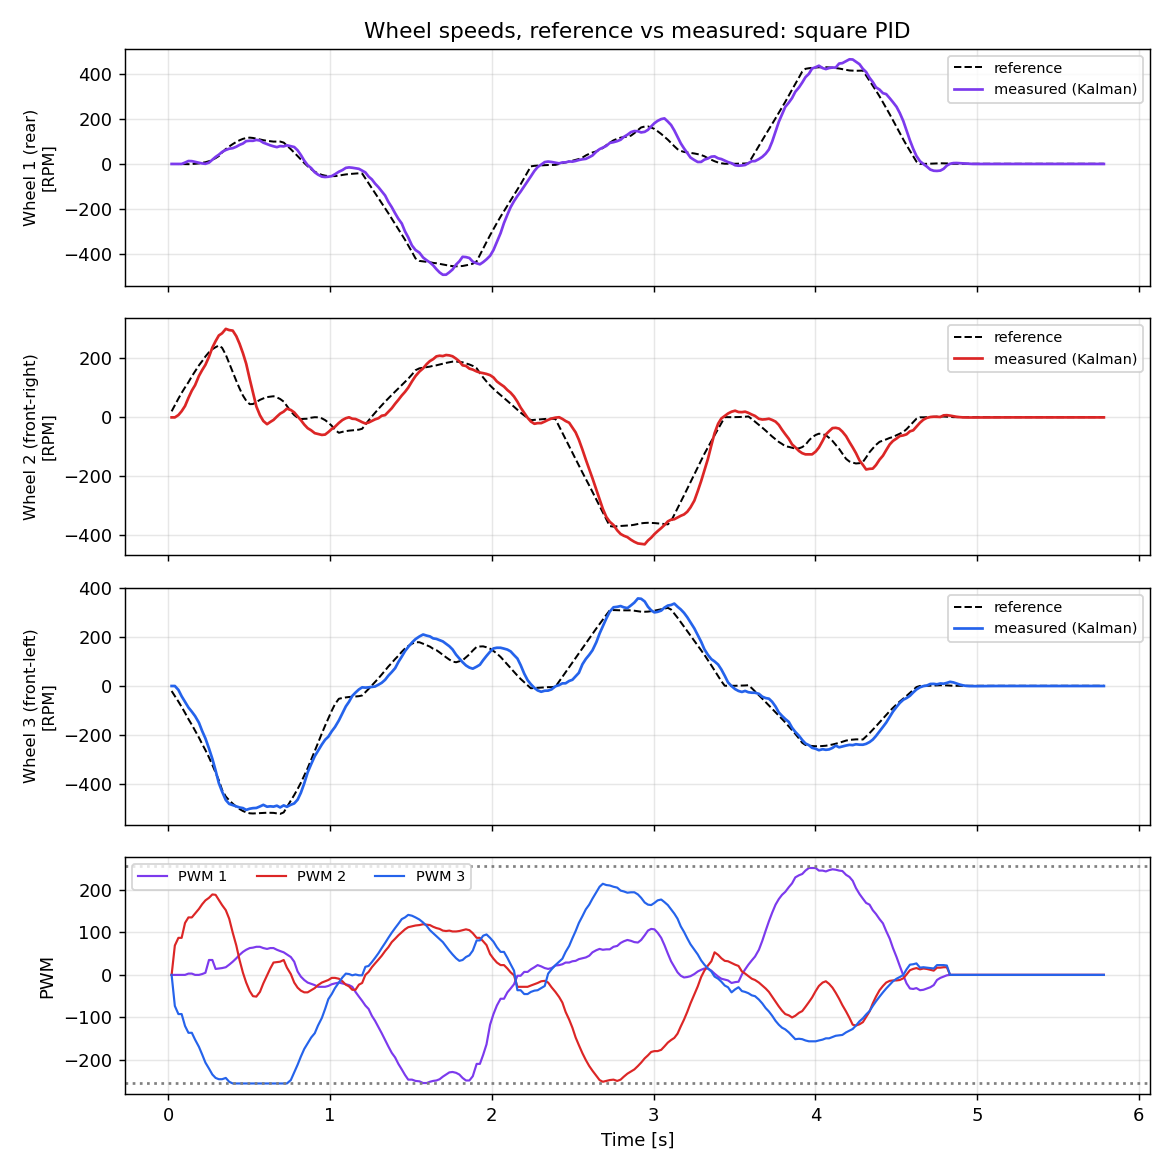 Wheel speeds, reference vs measured: square PID
Wheel 1 (rear)
[RPM]
400
200
0
−200
−400
reference
measured (Kalman)
Wheel 2 (front-right)
[RPM]
200
0
−200
−400
reference
measured (Kalman)
Wheel 3 (front-left)
[RPM]
400
200
0
−200
−400
reference
measured (Kalman)
PWM
200
100
0
−100
−200
PWM 1 PWM 2 PWM 3
0 1 2 3 4 5 6
Time [s]